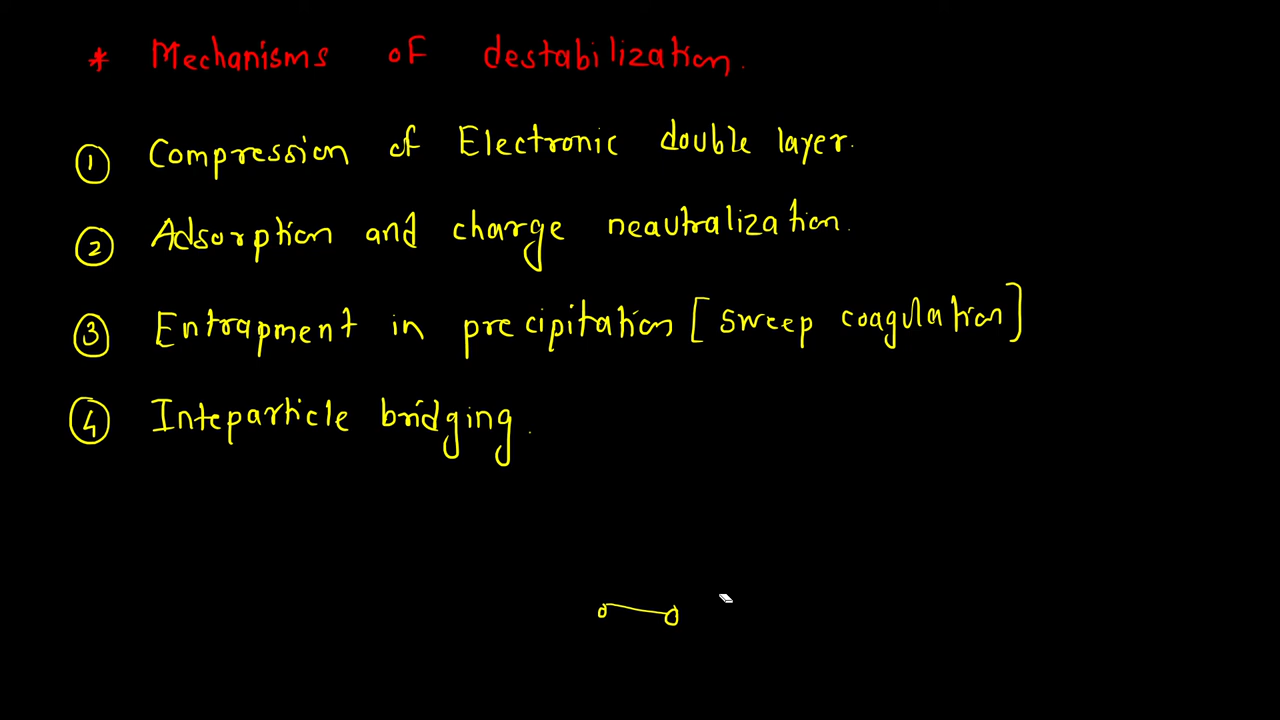 * Mechanisms of destabilization.
① Compression of Electronic double layer.
② Adsorption and charge neautralization.
③ Entrapment in precipitation [sweep coagulation]
④ Inteparticle bridging.